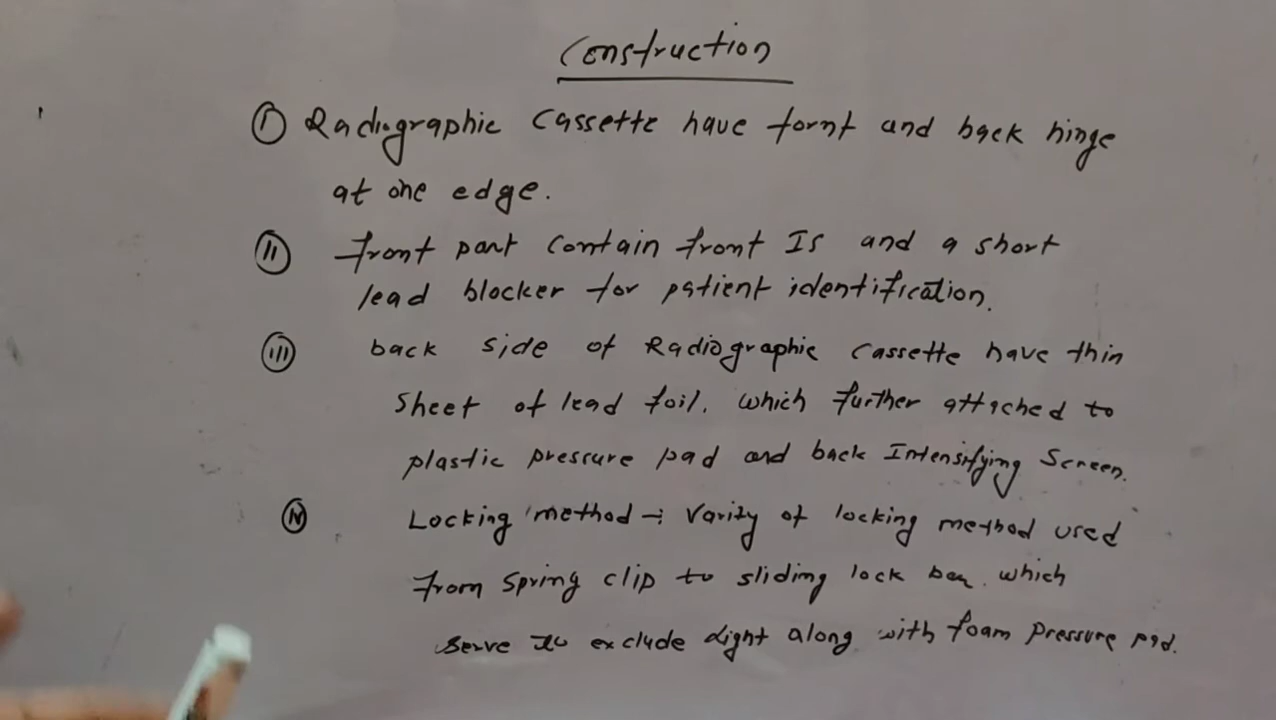 Construction
(I) Radiographic Cassette have fornt and back hinge
at one edge.
(II) front part contain front IS and a short
lead blocker for patient identification.
(III) back side of Radiographic Cassette have thin
sheet of lead foil. which further attached to
plastic pressure pad and back Intensifying Screen.
(IV) Locking method → Varity of locking method used
from spring clip to sliding lock bar. which
serve to exclude light along with foam pressure pad.